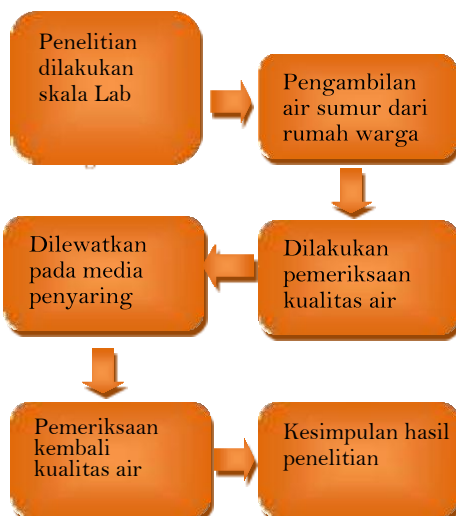 Penelitian
dilakukan
skala Lab
Pengambilan
air sumur dari
rumah warga
Dilakukan
pemeriksaan
kualitas air
Dilewatkan
pada media
penyaring
Pemeriksaan
kembali
kualitas air
Kesimpulan hasil
penelitian